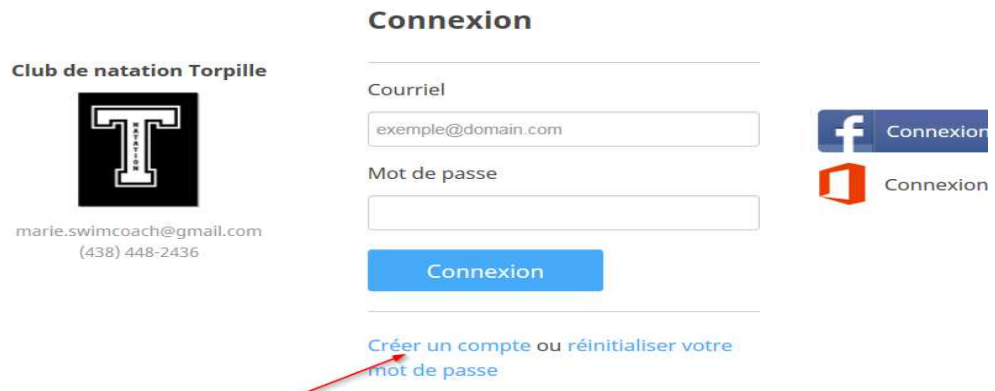 Connexion
Club de natation Torpille
T
NATATION
marie.swimcoach@gmail.com
(438) 448-2436
Courriel
exemple@domain.com
Mot de passe
Connexion
Créer un compte ou réinitialiser votre
mot de passe
f Connexion
Connexion